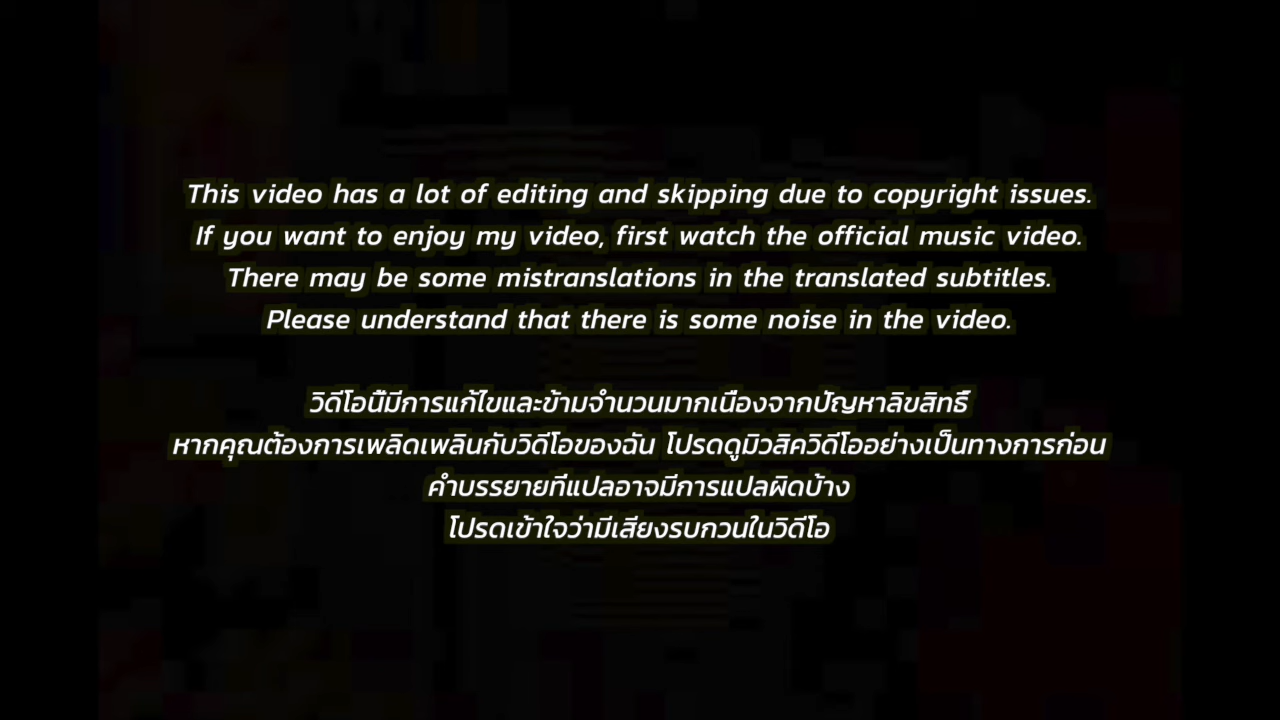 This video has a lot of editing and skipping due to copyright issues.
If you want to enjoy my video, first watch the official music video.
There may be some mistranslations in the translated subtitles.
Please understand that there is some noise in the video.
วิดีโอนี้มีการแก้ไขและข้ามจำนวนมากเนื่องจากปัญหาลิขสิทธิ์
หากคุณต้องการเพลิดเพลินกับวิดีโอของฉัน โปรดดูมิวสิควิดีโออย่างเป็นทางการก่อน
คำบรรยายที่แปลอาจมีการแปลผิดบ้าง
โปรดเข้าใจว่ามีเสียงรบกวนในวิดีโอ